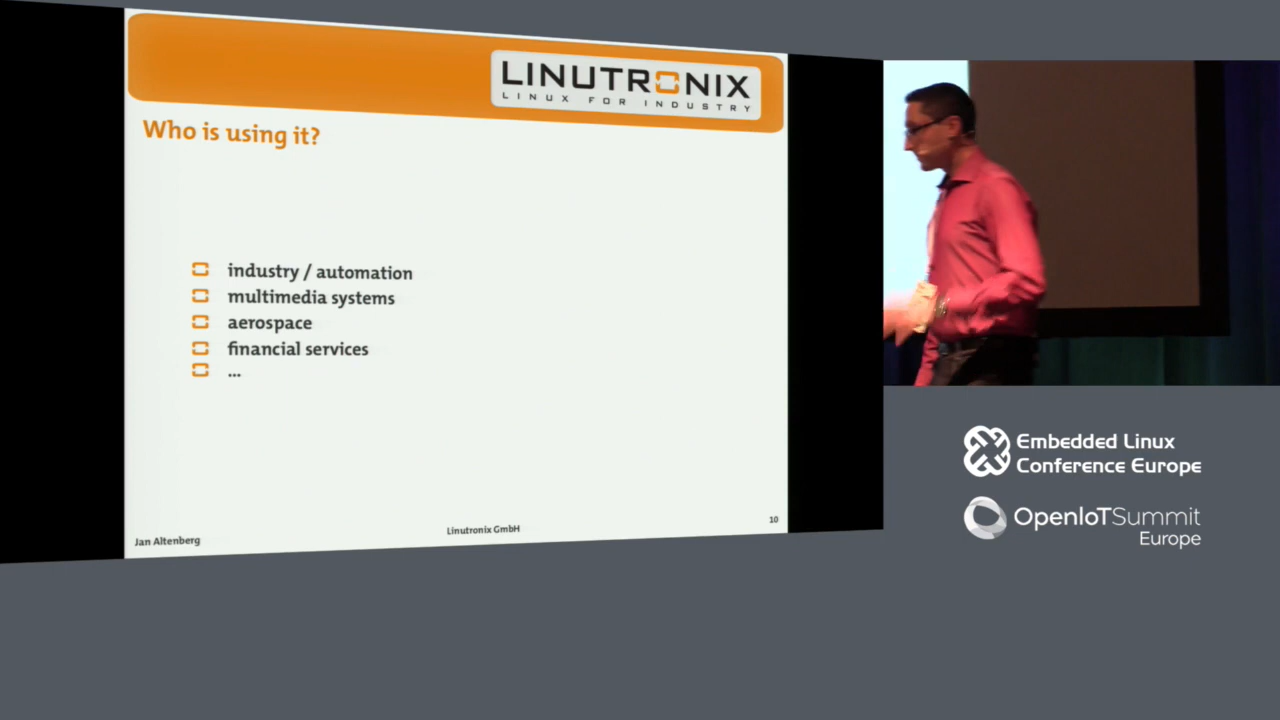 LINUTRONIX
LINUX FOR INDUSTRY
Who is using it?
industry / automation
multimedia systems
aerospace
financial services
...
Jan Altenberg
Linutronix GmbH
10
Embedded Linux
Conference Europe
OpenIoTSummit
Europe